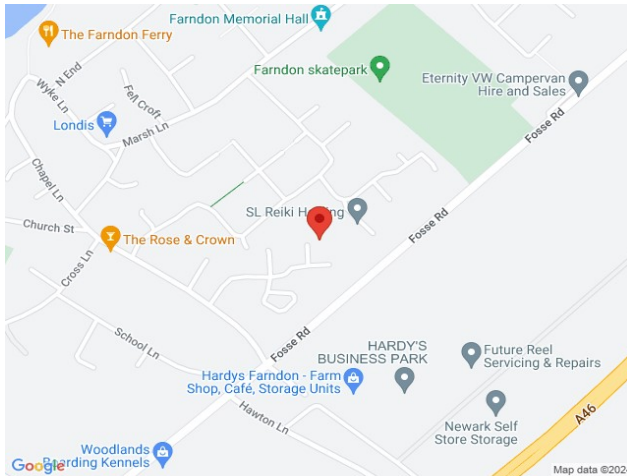 Farndon Memorial Hall
The Farndon Ferry
N End
Farndon skatepark
Eternity VW Campervan
Hire and Sales
Wyke Ln
Feft Croft
Londis
Marsh Ln
Fosse Rd
Chapel Ln
SL Reiki H
ng
Church St
The Rose & Crown
Fosse Rd
Cross Ln
School Ln
Fosse Rd
HARDY'S
BUSINESS PARK
Future Reel
Servicing & Repairs
Hardys Farndon - Farm
Shop, Café, Storage Units
A46
Hawton Ln
Newark Self
Store Storage
Woodlands
Boarding Kennels
Google
Map data ©202